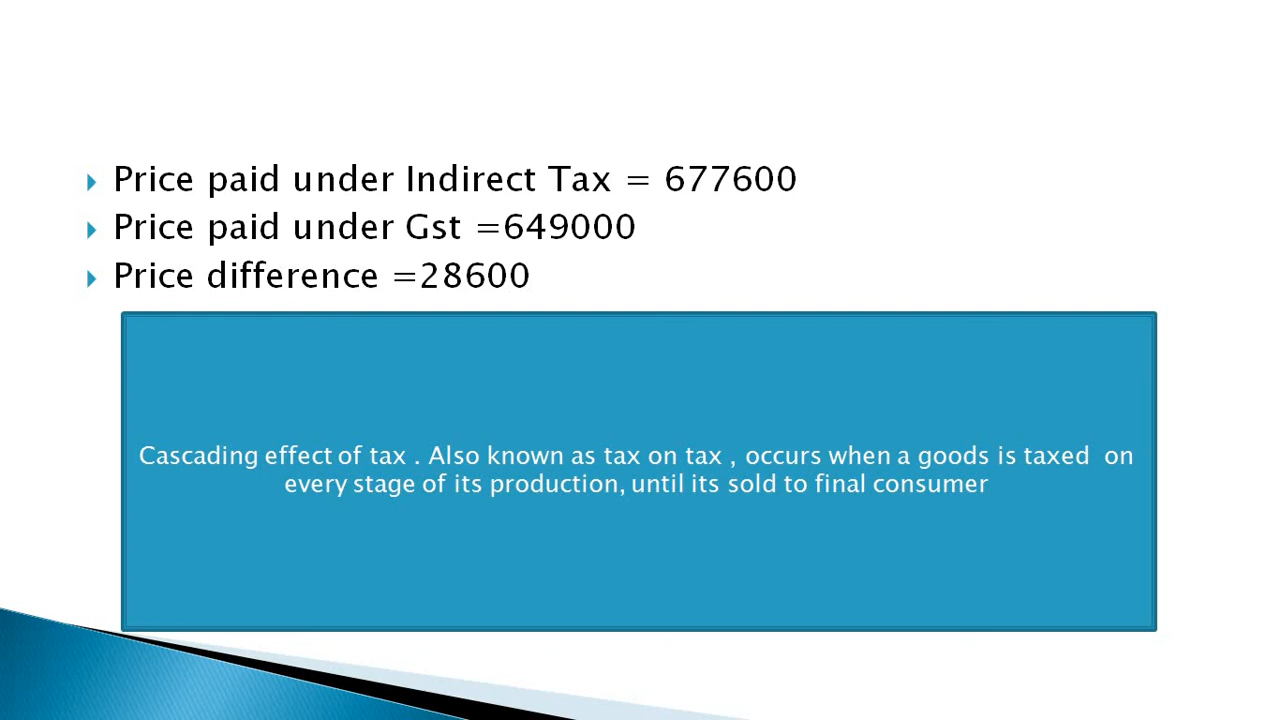 Price paid under Indirect Tax = 677600
Price paid under Gst =649000
Price difference =28600
Cascading effect of tax . Also known as tax on tax , occurs when a goods is taxed on
every stage of its production, until its sold to final consumer